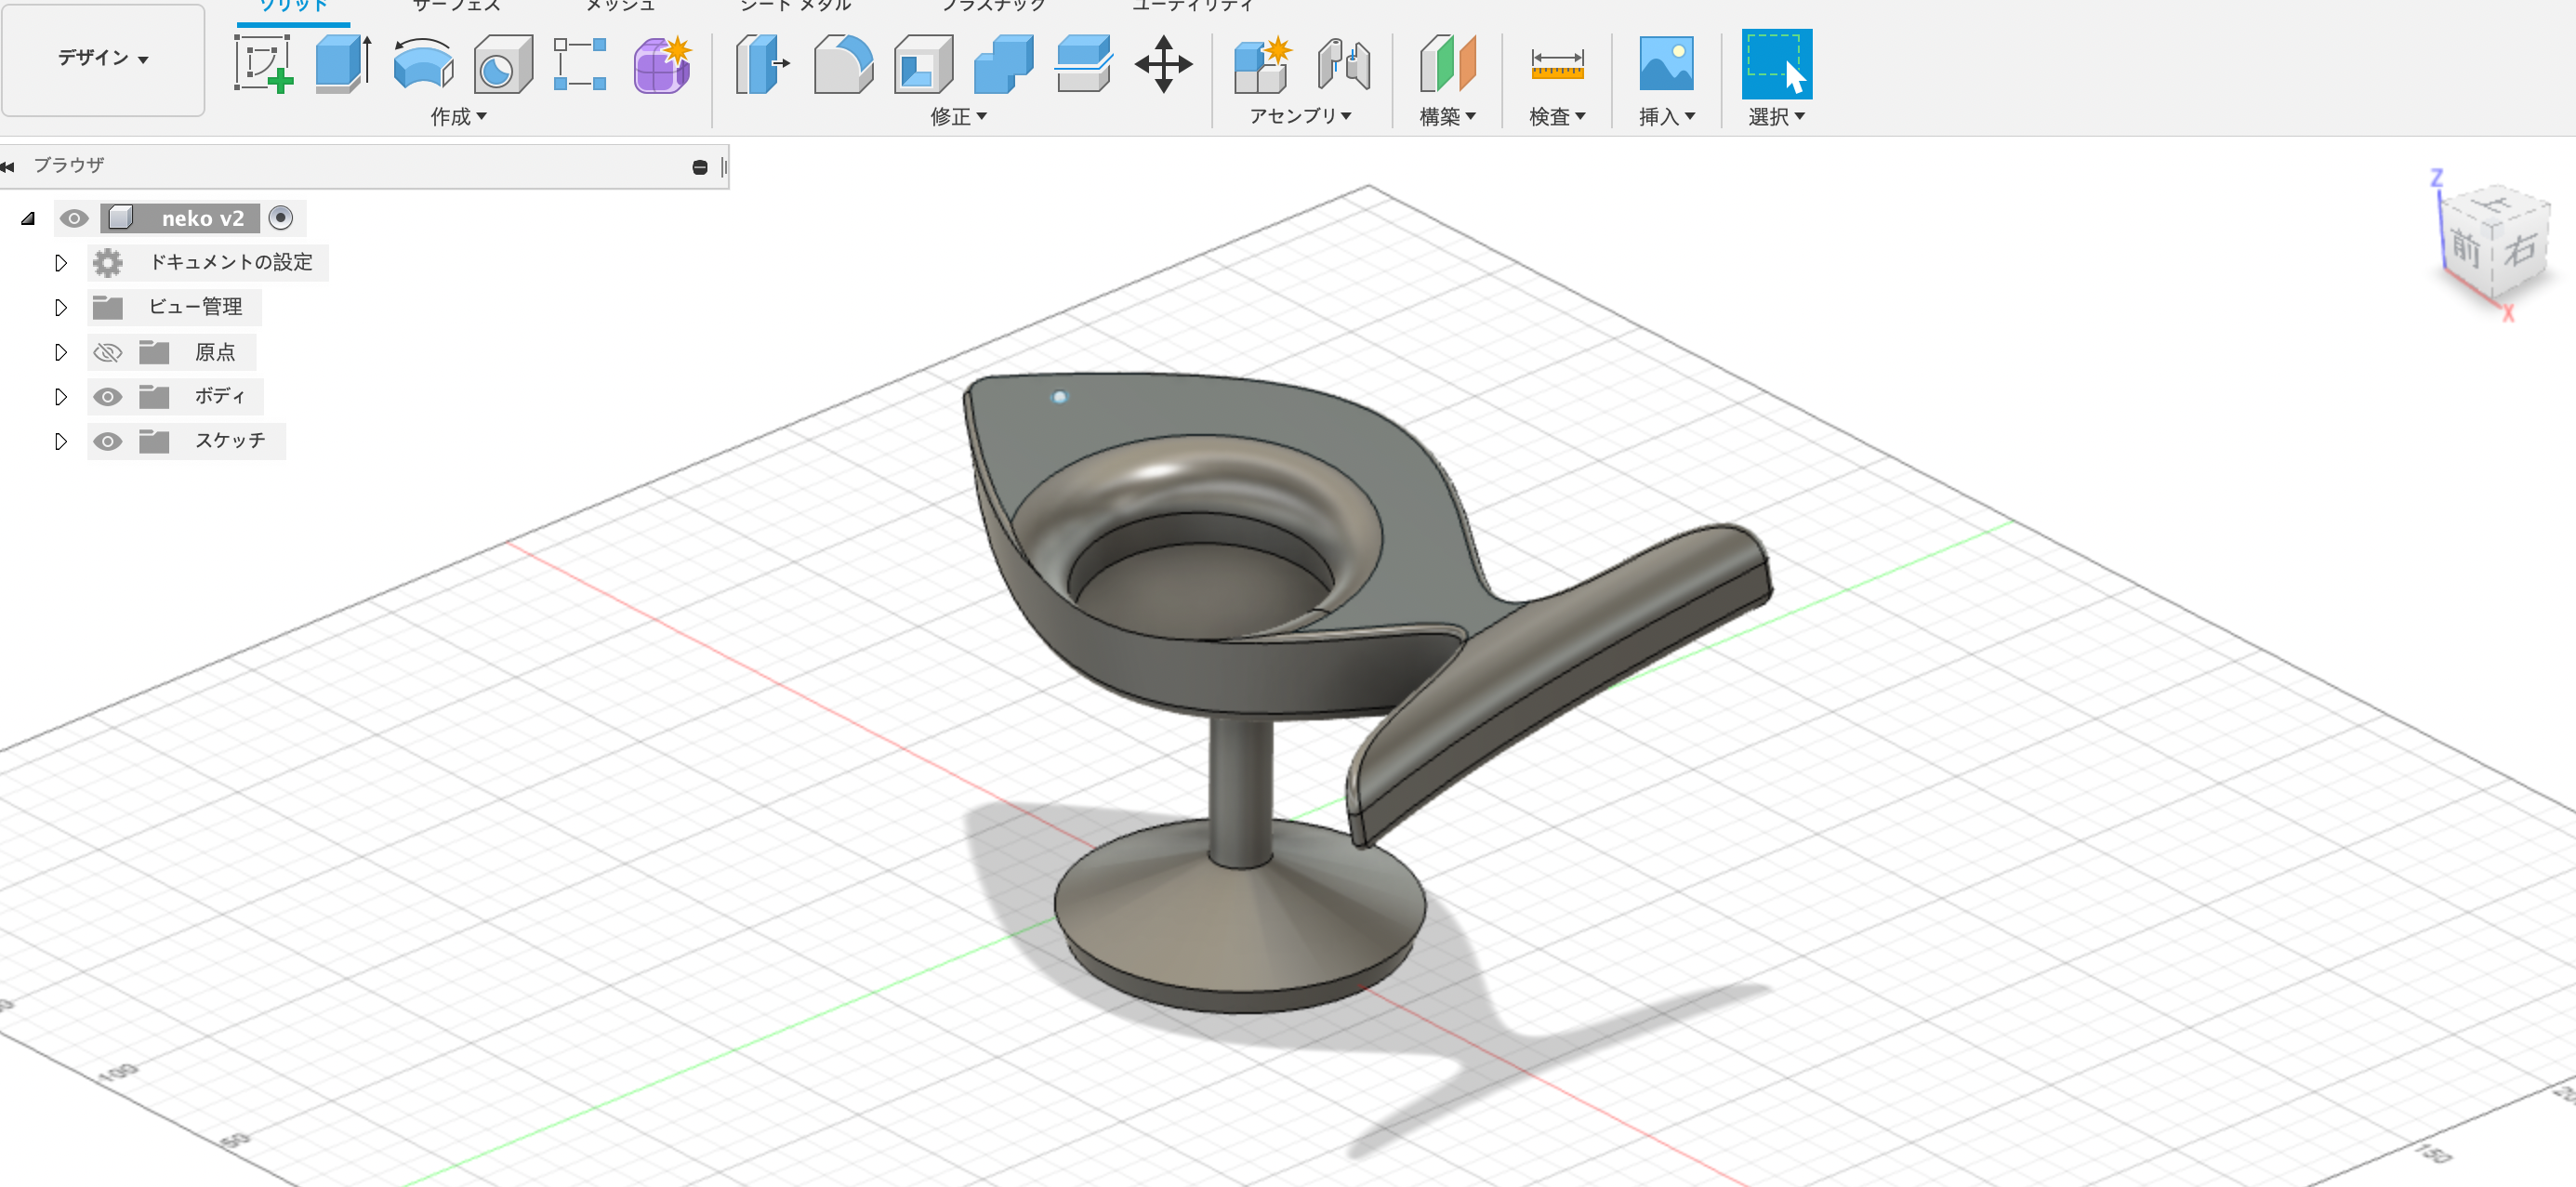 ソリッド サーフェス メッシュ シート メタル プラスチック ユーティリティ
デザイン
作成 修正 アセンブリ 構築 検査 挿入 選択
ブラウザ
neko v2
ドキュメントの設定
ビュー管理
原点
ボディ
スケッチ
Z
上
前 右
X
100
50
150